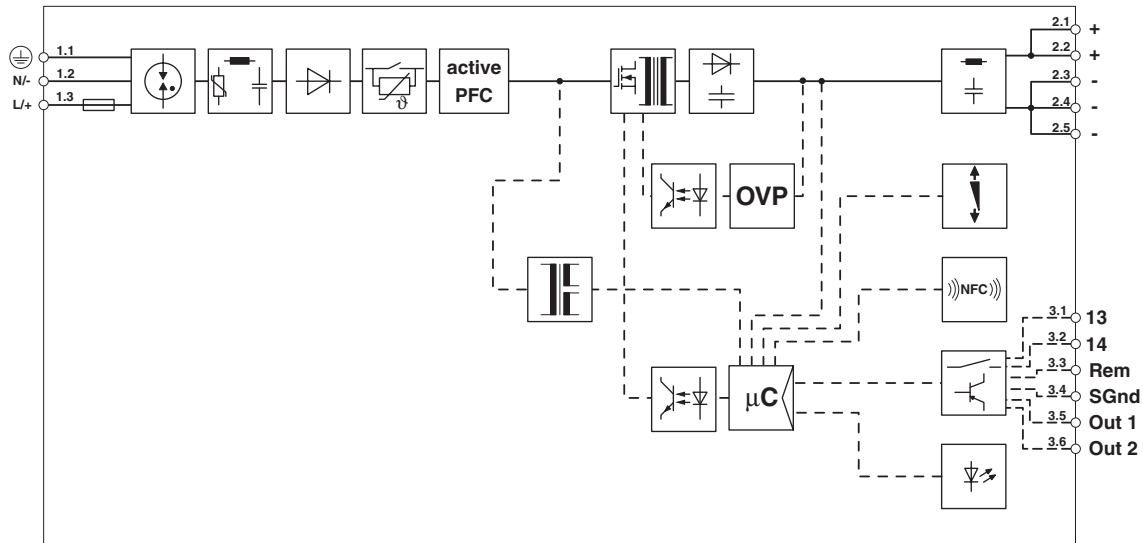 1.1
N/- 1.2
L/+ 1.3
active
PFC
ϑ
2.1 +
2.2 +
2.3 -
2.4 -
2.5 -
OVP
)))NFC)))
µC
3.1 13
3.2 14
3.3 Rem
3.4 SGnd
3.5 Out 1
3.6 Out 2